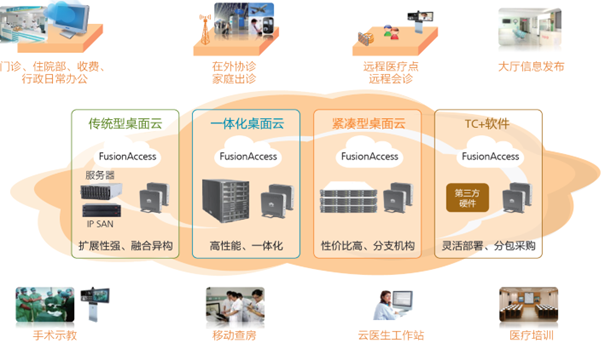 门诊、住院部、收费、
行政日常办公
在外协诊
家庭出诊
远程医疗点
远程会诊
大厅信息发布
传统型桌面云
FusionAccess
服务器
IP SAN
扩展性强、融合异构
一体化桌面云
FusionAccess
高性能、一体化
紧凑型桌面云
FusionAccess
性价比高、分支机构
TC+软件
FusionAccess
第三方
硬件
灵活部署、分包采购
手术示教
移动查房
云医生工作站
医疗培训